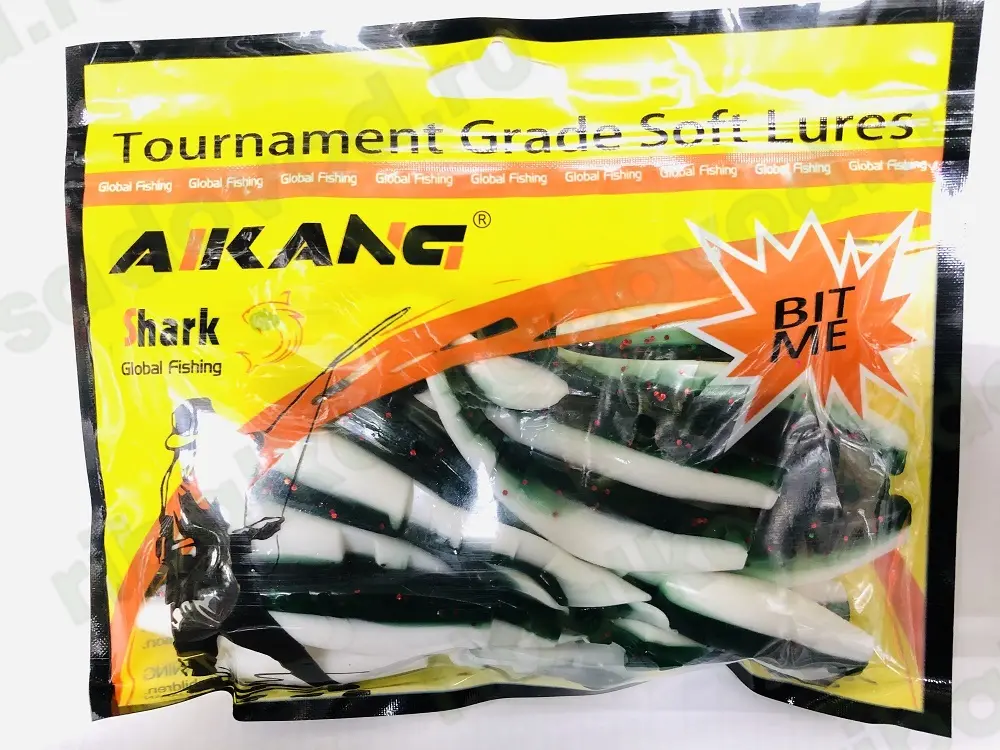 Tournament Grade Soft Lures
Global Fishing Global Fishing Global Fishing Global Fishing Global Fishing Global Fishing Global Fishing Global Fishing Global Fishing
AIKANG®
Shark
Global Fishing
BIT
ME